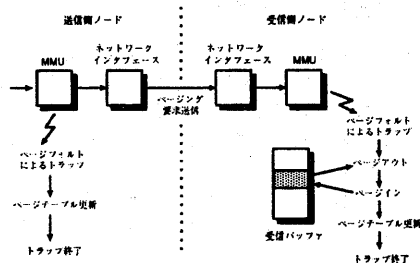 送信側ノード
受信側ノード
MMU
ネットワーク
インタフェース
ネットワーク
インタフェース
MMU
ページング
要求送信
ページフォルト
によるトラップ
ページテーブル更新
トラップ終了
ページフォルト
によるトラップ
ページアウト
ページイン
ページテーブル更新
トラップ終了
受信バッファ